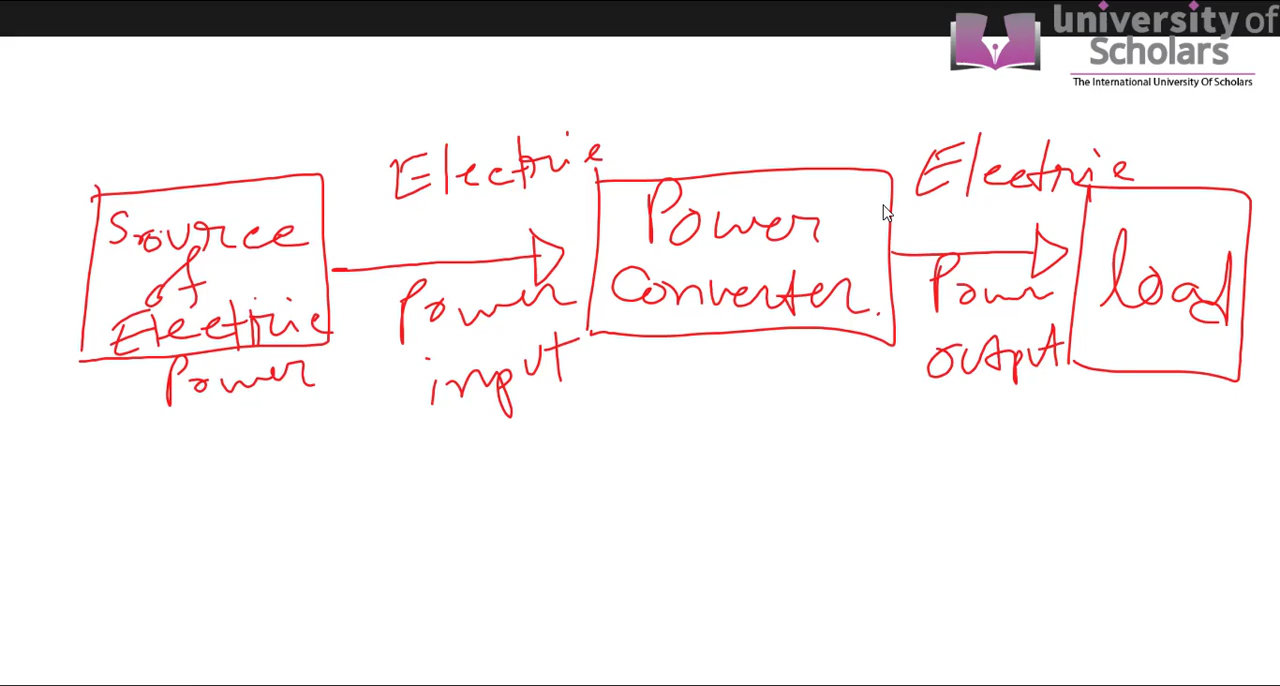 university of
Scholars
The International University Of Scholars
Source
of
Electric
Power
Electric
Power
input
Power
Converter.
Electric
Power
output
load